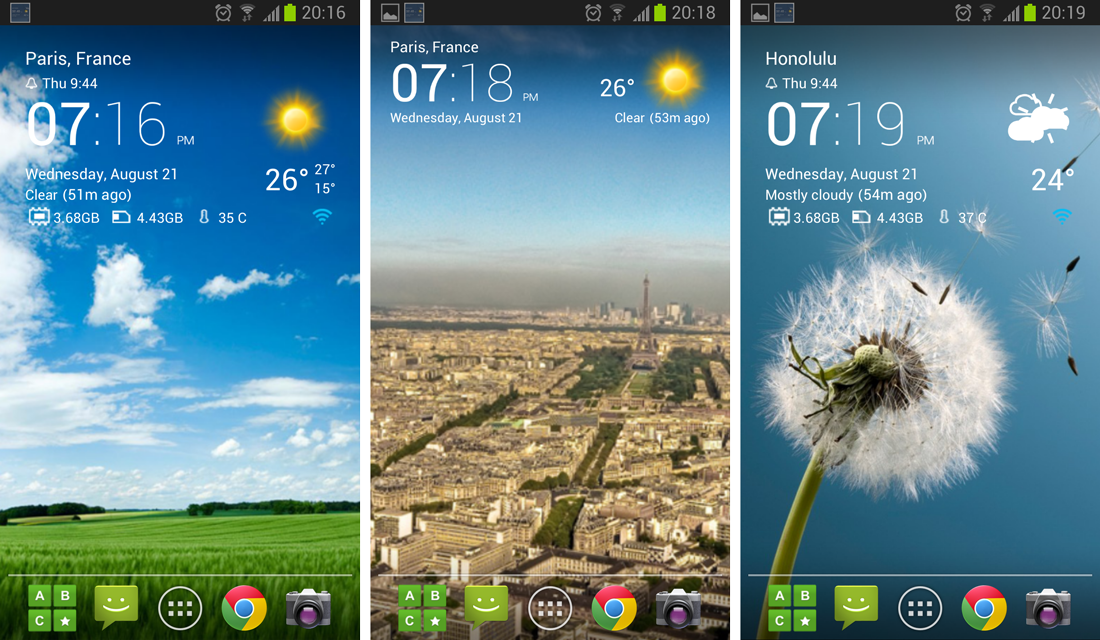 20:16
Paris, France
Thu 9:44
07:16 PM
Wednesday, August 21
Clear (51m ago)
26° 27° 15°
3.68GB 4.43GB 35 C
A B
C
20:18
Paris, France
07:18 PM
26°
Wednesday, August 21
Clear (53m ago)
A B
C
20:19
Honolulu
Thu 9:44
07:19 PM
Wednesday, August 21
Mostly cloudy (54m ago)
24°
3.68GB 4.43GB 37 C
A B
C